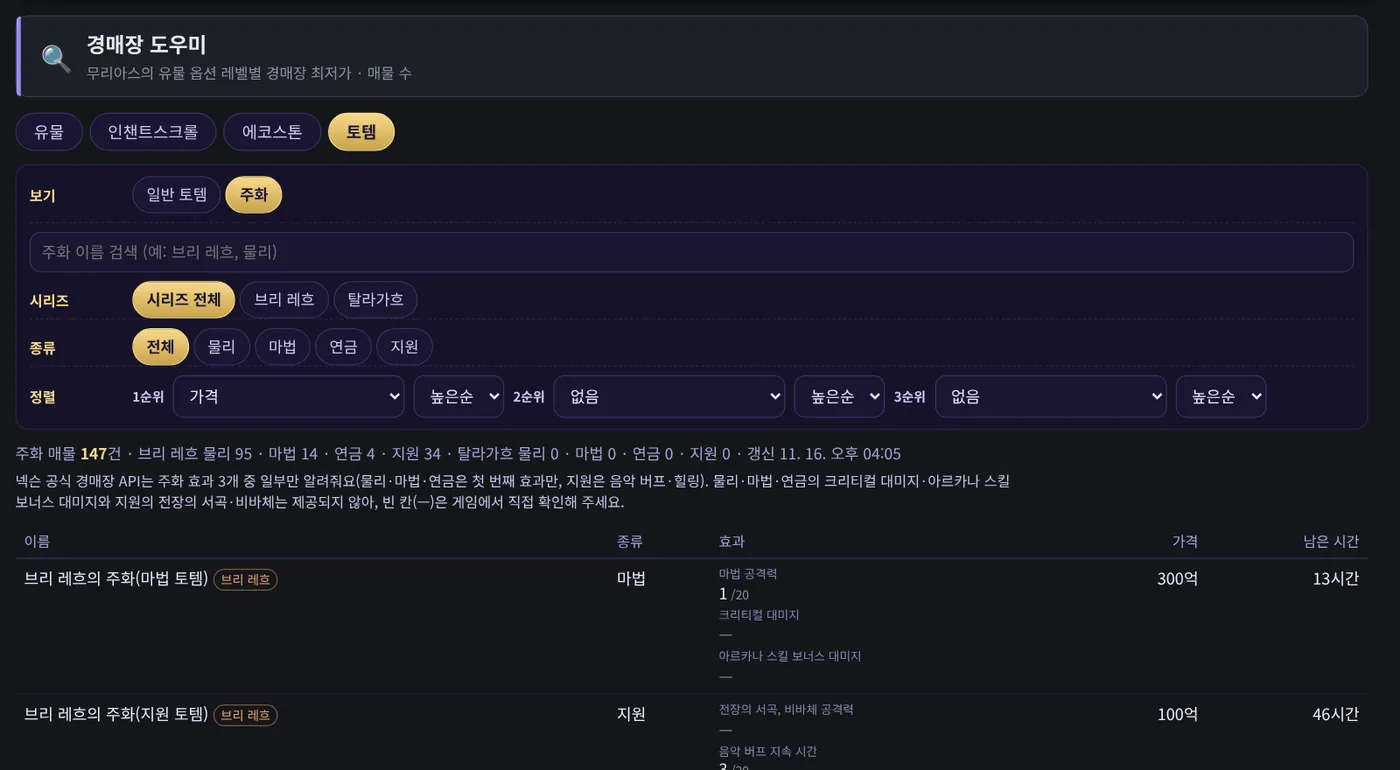 경매장 도우미
무리아스의 유물 옵션 레벨별 경매장 최저가 · 매물 수
유물 인챈트스크롤 에코스톤 토템
보기 일반 토템 주화
주화 이름 검색 (예: 브리 레흐, 물리)
시리즈 시리즈 전체 브리 레흐 탈라가흐
종류 전체 물리 마법 연금 지원
정렬 1순위 가격 높은순 2순위 없음 높은순 3순위 없음 높은순
주화 매물 147건 · 브리 레흐 물리 95 · 마법 14 · 연금 4 · 지원 34 · 탈라가흐 물리 0 · 마법 0 · 연금 0 · 지원 0 · 갱신 11. 16. 오후 04:05
넥슨 공식 경매장 API는 주화 효과 3개 중 일부만 알려줘요(물리·마법·연금은 첫 번째 효과만, 지원은 음악 버프·힐링). 물리·마법·연금의 크리티컬 대미지·아르카나 스킬
보너스 대미지와 지원의 전장의 서곡·비바체는 제공되지 않아, 빈 칸(—)은 게임에서 직접 확인해 주세요.
이름 종류 효과 가격 남은 시간
브리 레흐의 주화(마법 토템) 브리 레흐 마법 마법 공격력 300억 13시간
1 /20
크리티컬 대미지
—
아르카나 스킬 보너스 대미지
—
브리 레흐의 주화(지원 토템) 브리 레흐 지원 전장의 서곡, 비바체 공격력 100억 46시간
—
음악 버프 지속 시간
3 /20